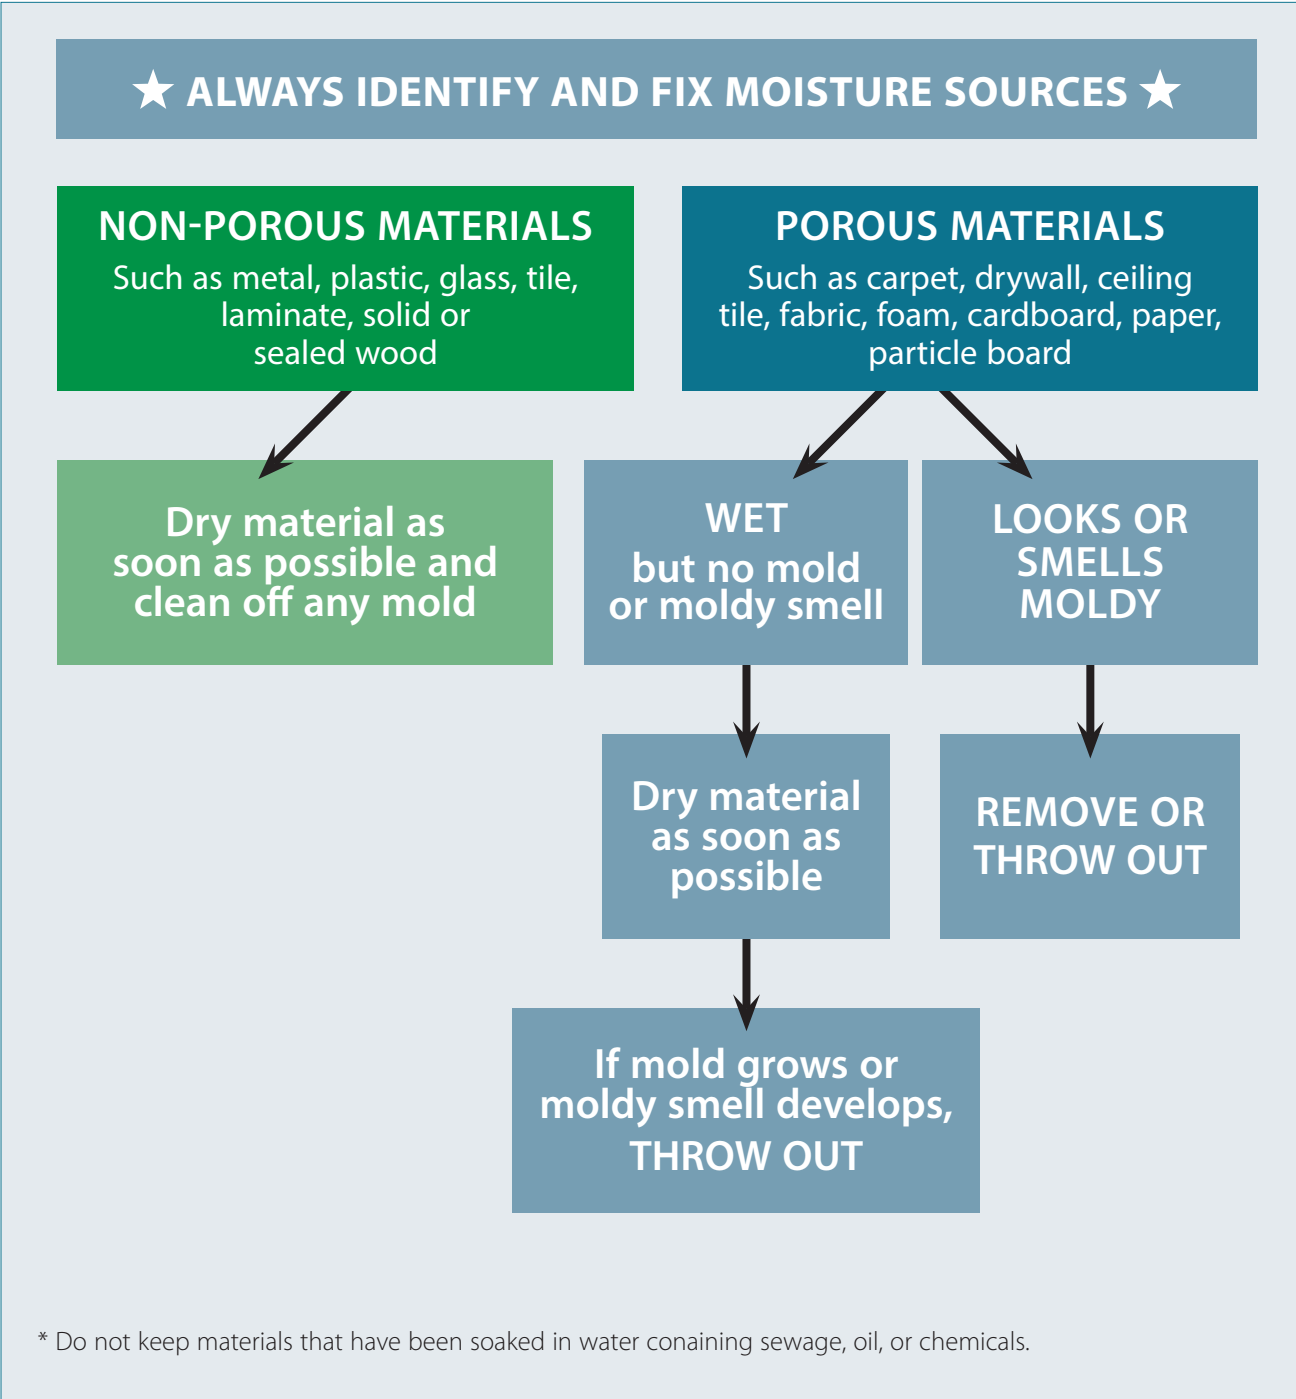 ★ ALWAYS IDENTIFY AND FIX MOISTURE SOURCES ★
NON-POROUS MATERIALS
Such as metal, plastic, glass, tile,
laminate, solid or
sealed wood
POROUS MATERIALS
Such as carpet, drywall, ceiling
tile, fabric, foam, cardboard, paper,
particle board
Dry material as
soon as possible and
clean off any mold
WET
but no mold
or moldy smell
LOOKS OR
SMELLS
MOLDY
Dry material
as soon as
possible
REMOVE OR
THROW OUT
If mold grows or
moldy smell develops,
THROW OUT
* Do not keep materials that have been soaked in water conaining sewage, oil, or chemicals.